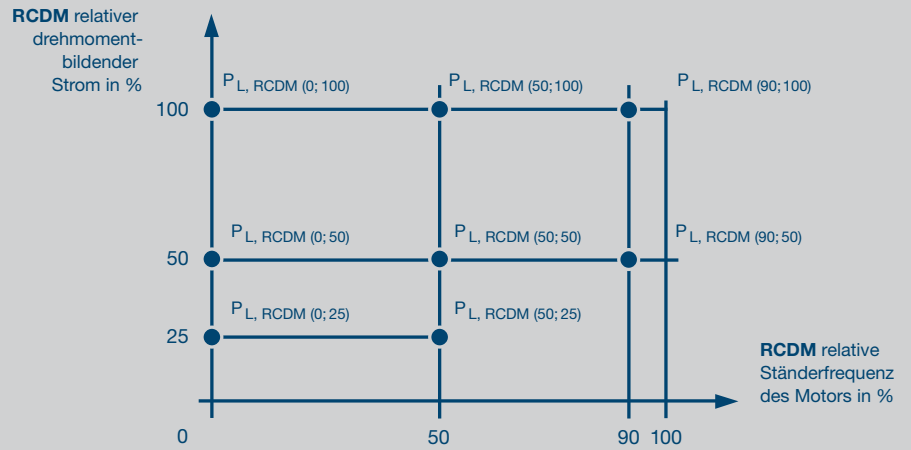 RCDM relativer
drehmoment-
bildender
Strom in %
P L, RCDM (0; 100)
P L, RCDM (50; 100)
P L, RCDM (90; 100)
100
P L, RCDM (0; 50)
P L, RCDM (50; 50)
P L, RCDM (90; 50)
50
P L, RCDM (0; 25)
P L, RCDM (50; 25)
25
RCDM relative
Ständerfrequenz
des Motors in %
0
50
90
100